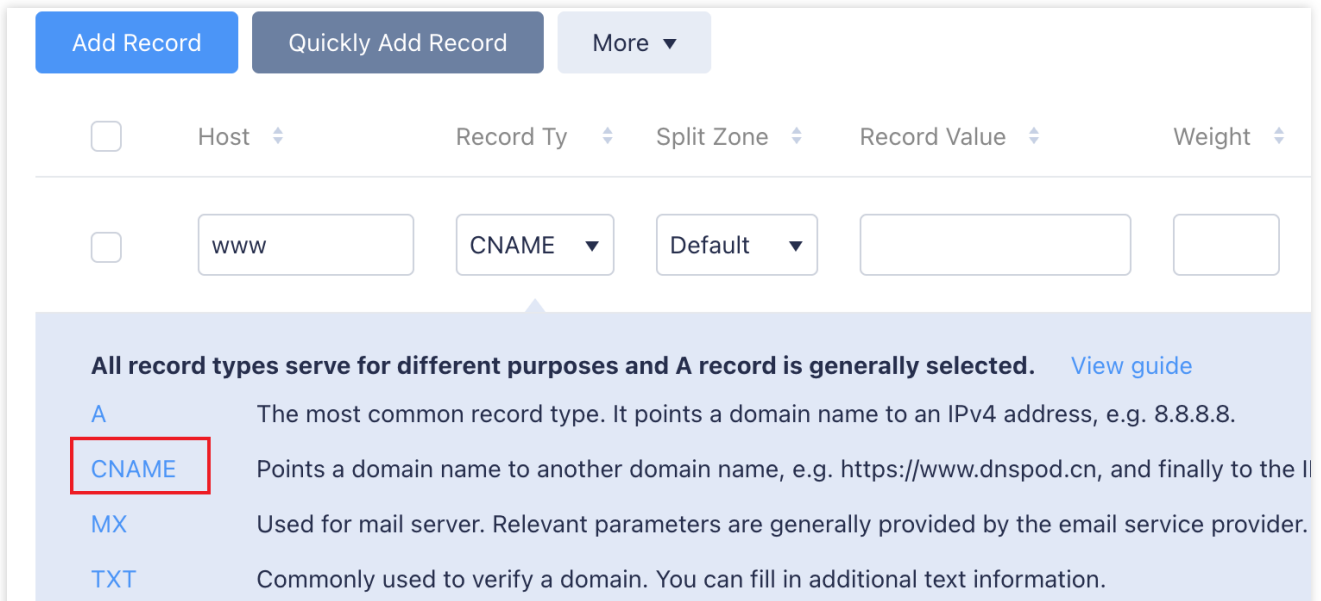 Add Record Quickly Add Record More
Host Record Ty Split Zone Record Value Weight
www CNAME Default
All record types serve for different purposes and A record is generally selected. View guide
A The most common record type. It points a domain name to an IPv4 address, e.g. 8.8.8.8.
CNAME Points a domain name to another domain name, e.g. https://www.dnspod.cn, and finally to the
MX Used for mail server. Relevant parameters are generally provided by the email service provider.
TXT Commonly used to verify a domain. You can fill in additional text information.